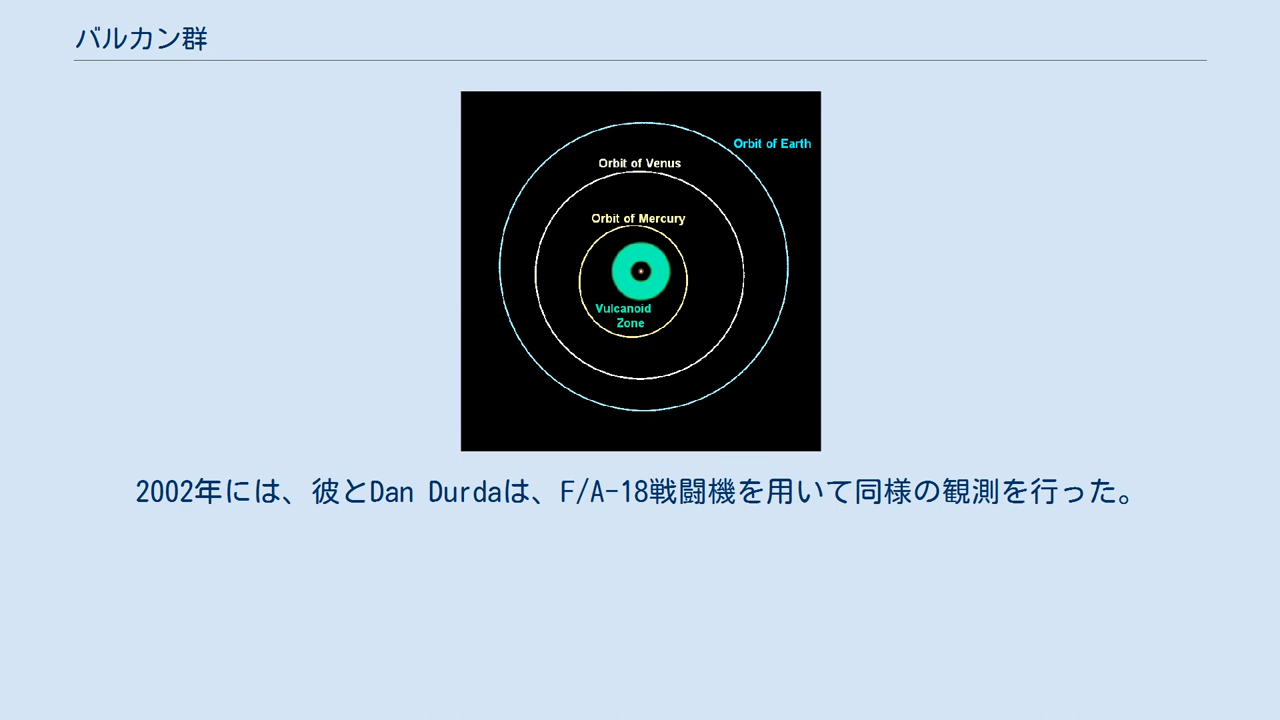 バルカン群
Orbit of Earth
Orbit of Venus
Orbit of Mercury
Vulcanoid
Zone
2002年には、彼とDan Durdaは、F/A-18戦闘機を用いて同様の観測を行った。